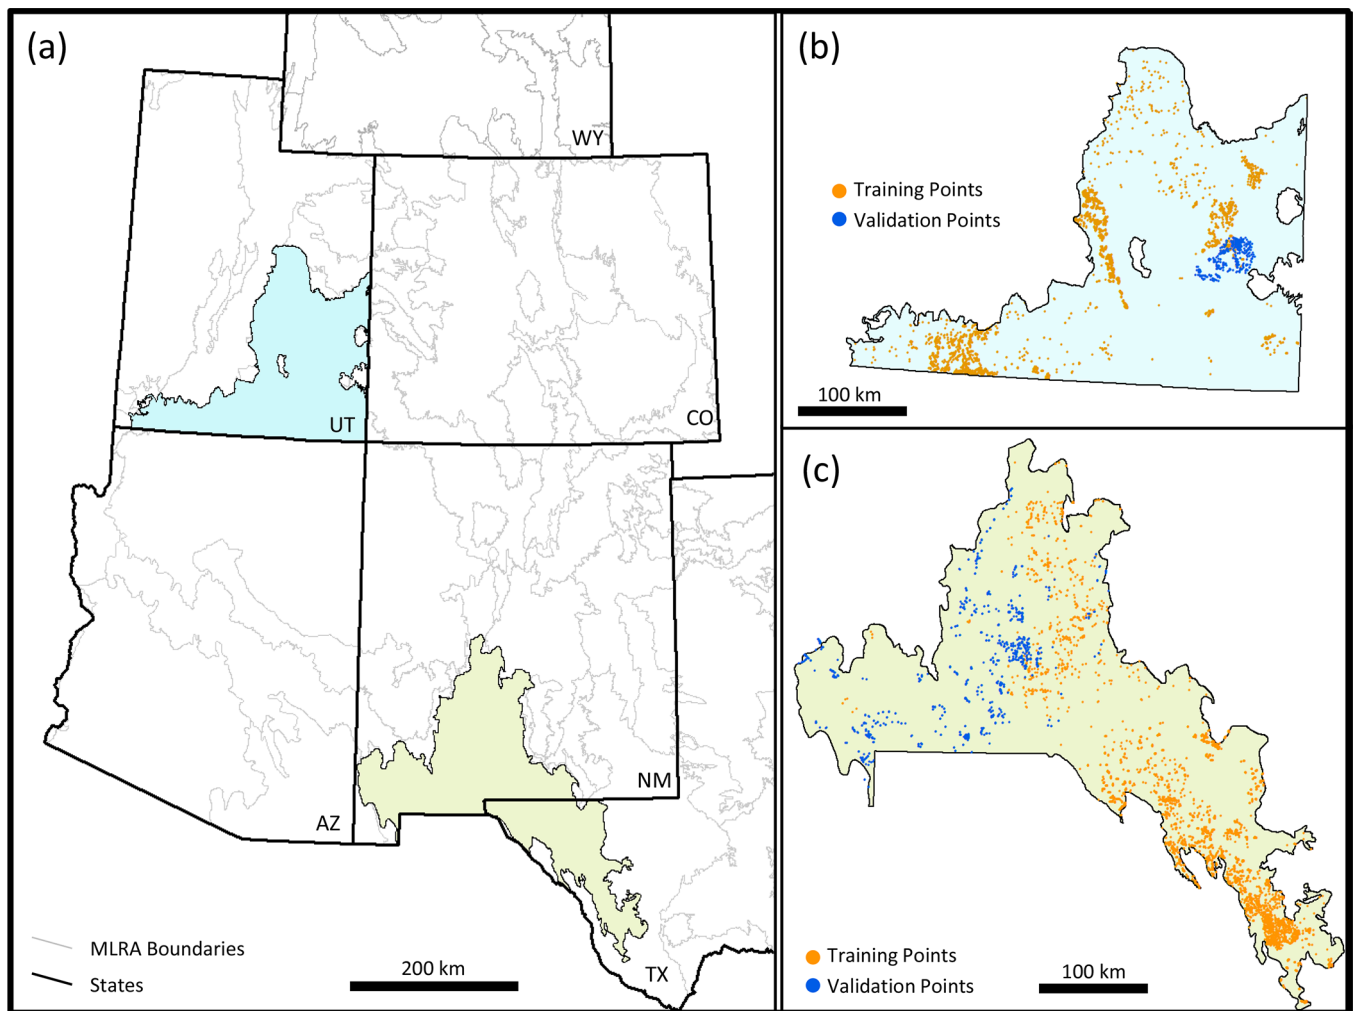 (a)
WY
UT
CO
AZ
NM
TX
MLRA Boundaries
States
200 km
(b)
Training Points
Validation Points
100 km
(c)
Training Points
Validation Points
100 km